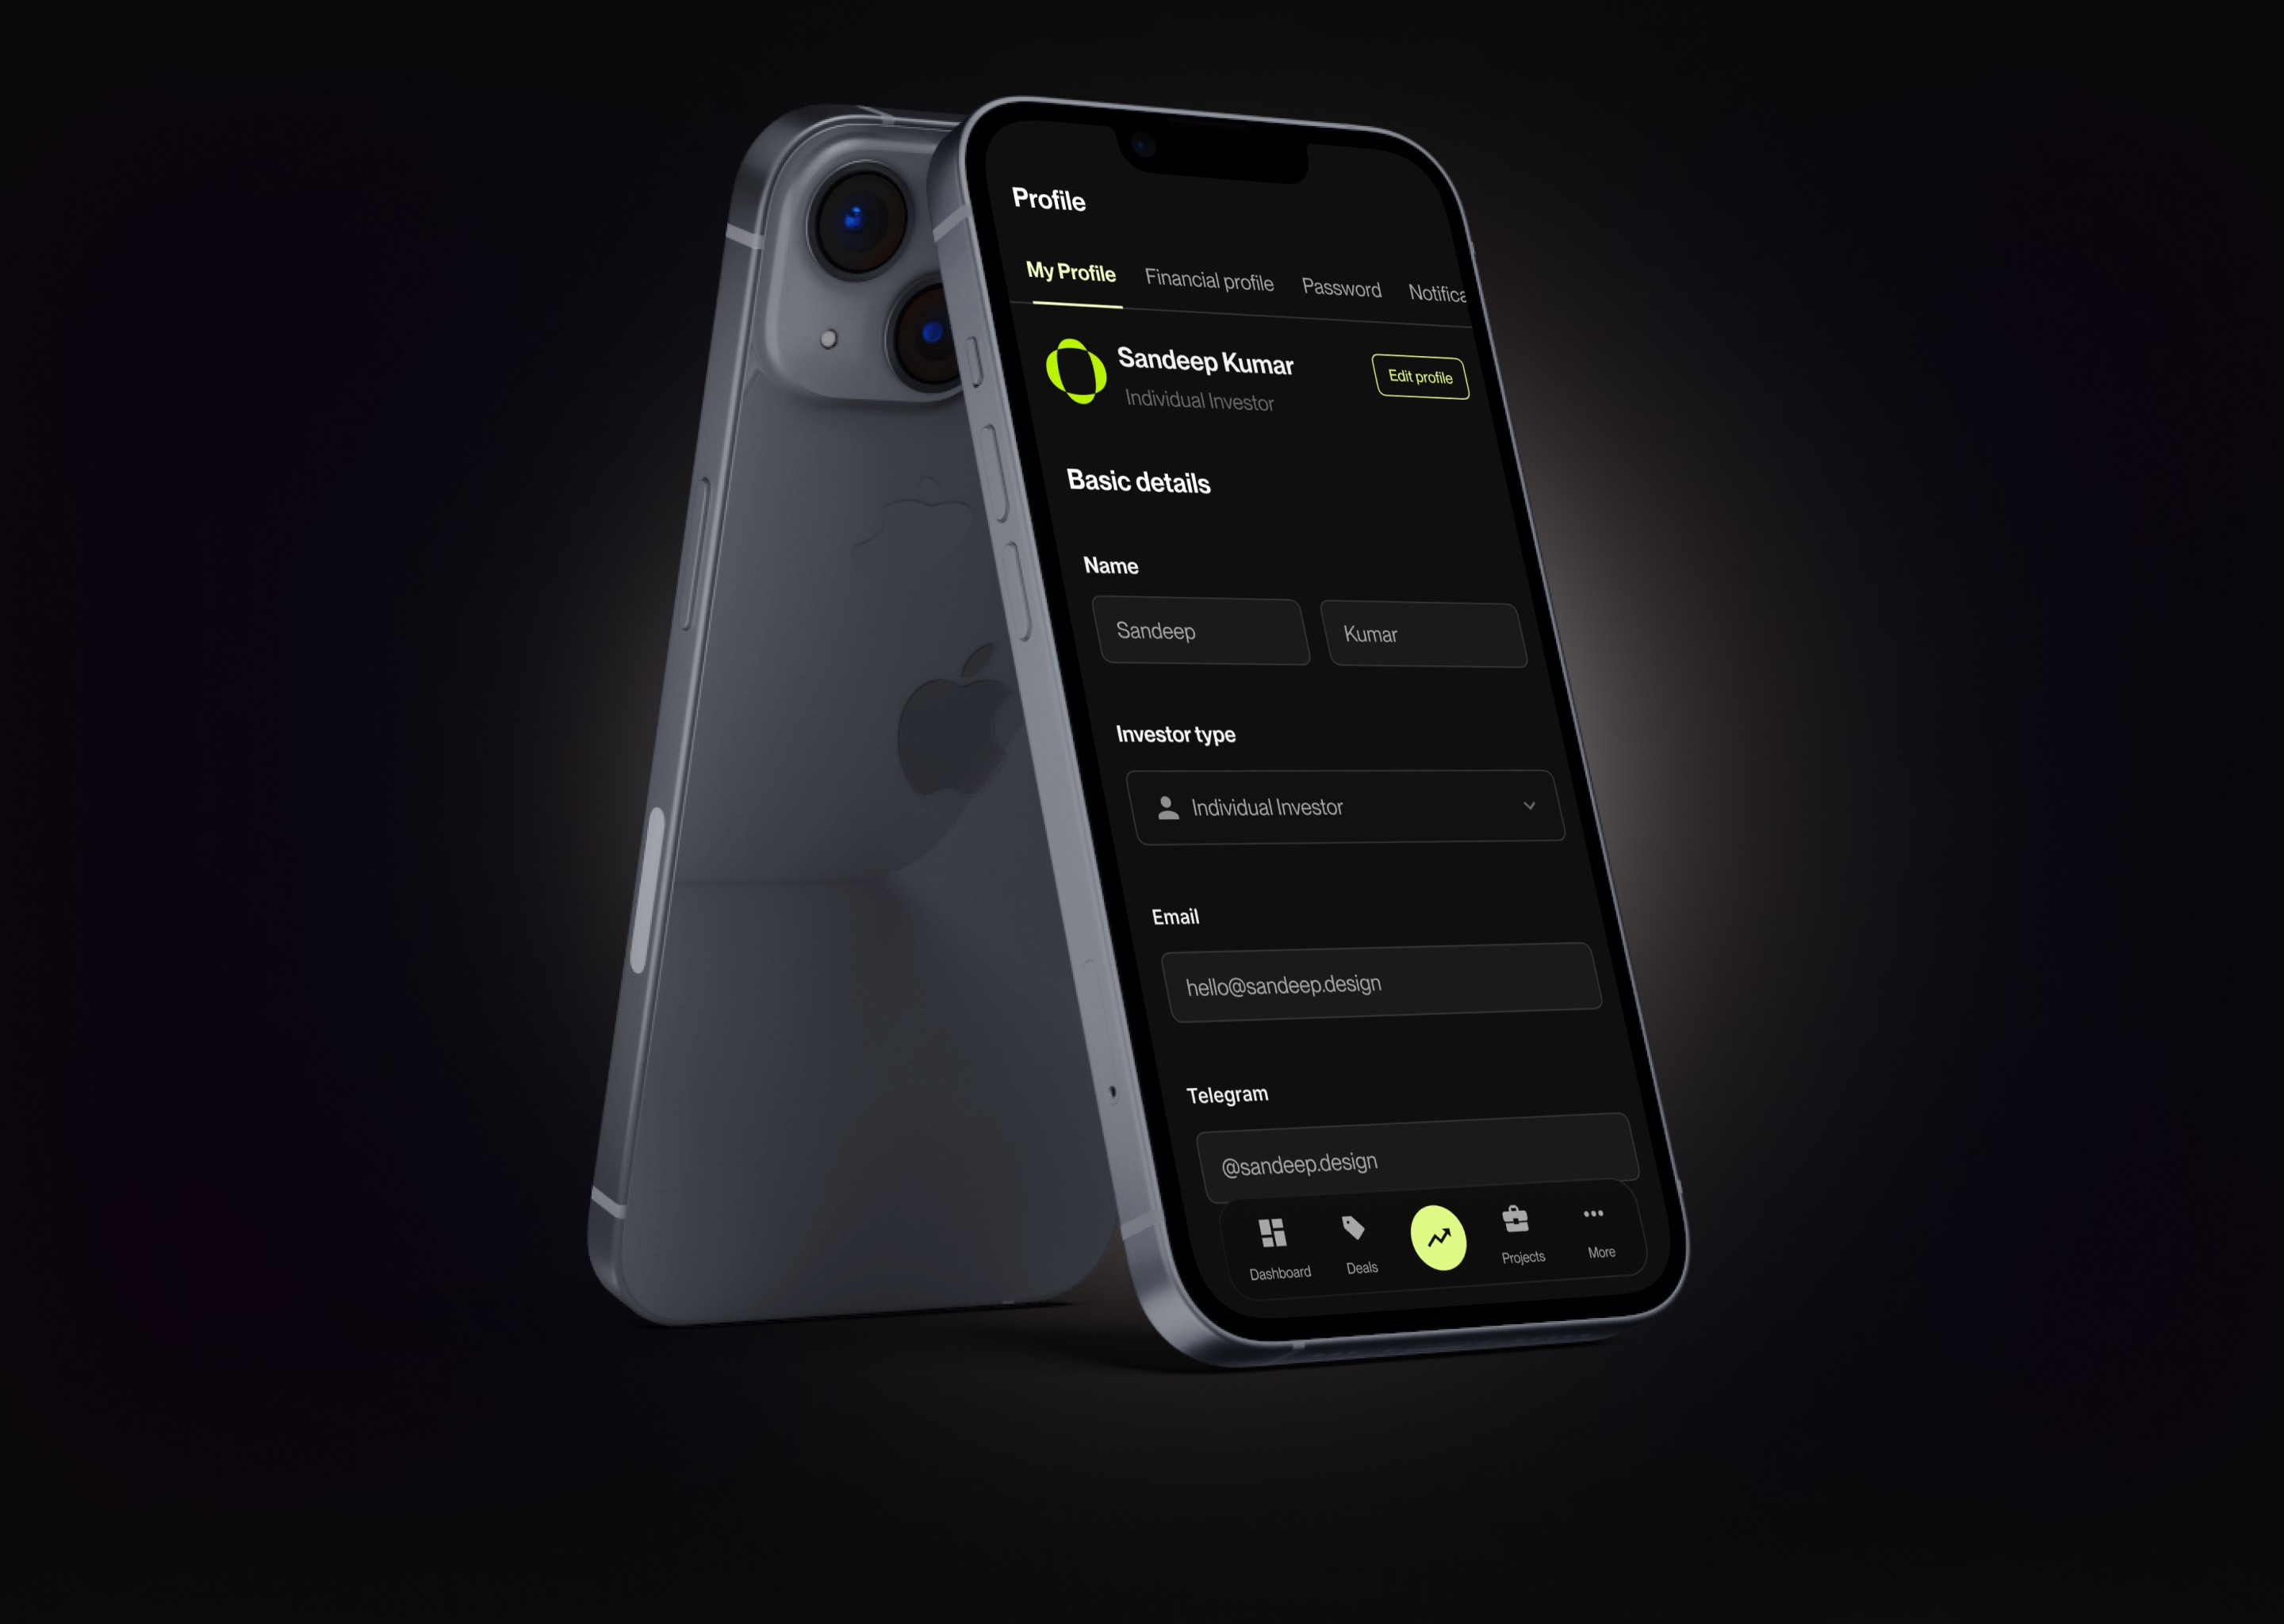 Profile
My Profile Financial profile Password Notifica
Sandeep Kumar
Edit profile
Individual Investor
Basic details
Name
Sandeep Kumar
Investor type
Individual Investor
Email
hello@sandeep.design
Telegram
@sandeep.design
Dashboard Deals Projects More